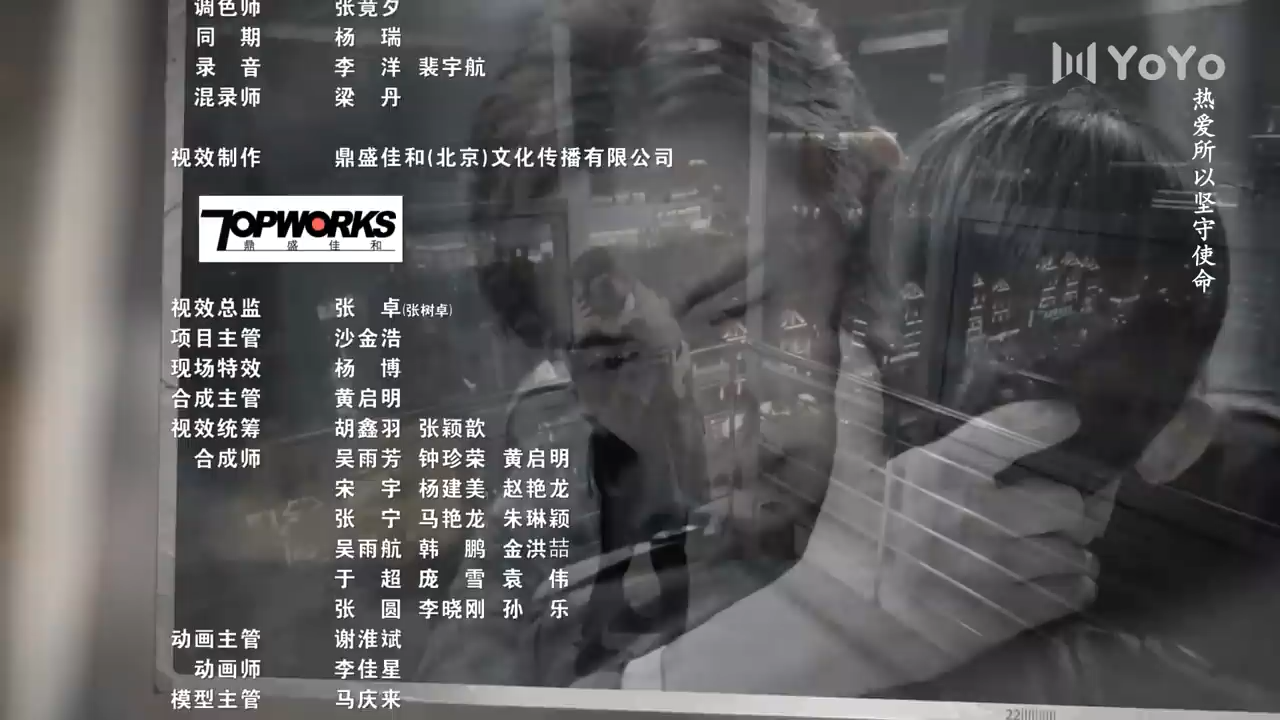 调色师 张竟夕
同期 杨瑞
录音 李洋 裴宇航
混录师 梁丹
视效制作 鼎盛佳和(北京)文化传播有限公司
TOPWORKS
鼎盛佳和
视效总监 张卓(张树卓)
项目主管 沙金浩
现场特效 杨博
合成主管 黄启明
视效统筹 胡鑫羽 张颖歆
合成师 吴雨芳 钟珍荣 黄启明
宋宇 杨建美 赵艳龙
张宁 马艳龙 朱琳颖
吴雨航 韩鹏 金洪喆
于超 庞雪 袁伟
张圆 李晓刚 孙乐
动画主管 谢淮斌
动画师 李佳星
模型主管 马庆来
YoYo
热爱所以坚守使命
22